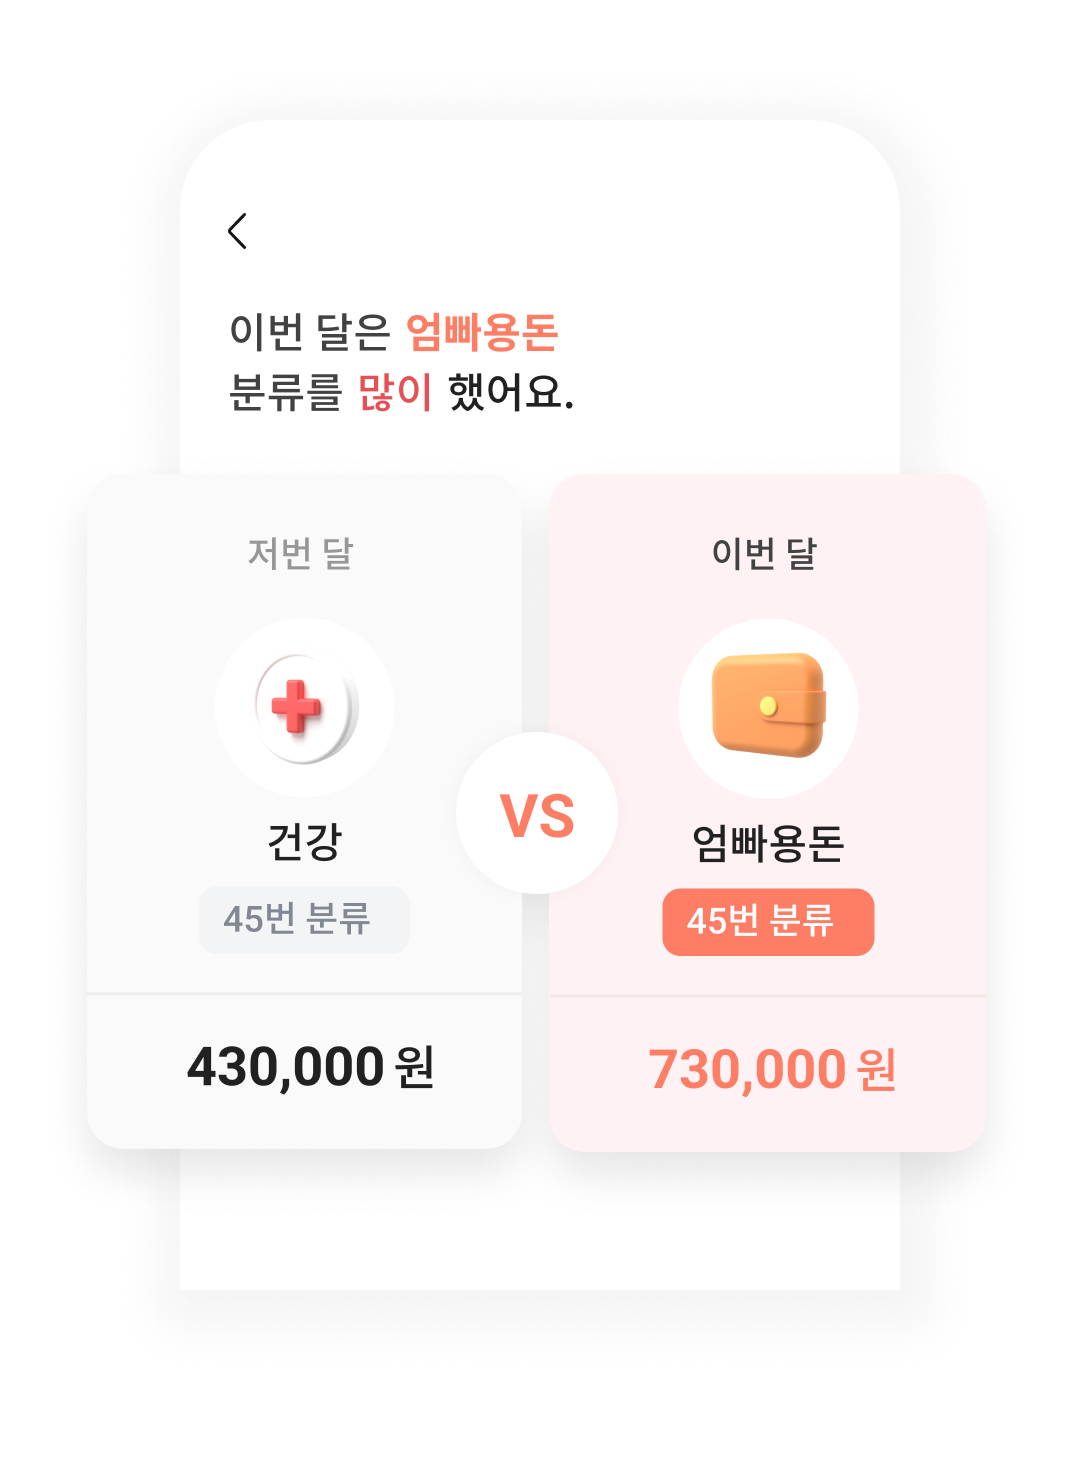 이번 달은 엄빠용돈
분류를 많이 했어요.
저번 달
건강
45번 분류
430,000 원
VS
이번 달
엄빠용돈
45번 분류
730,000 원